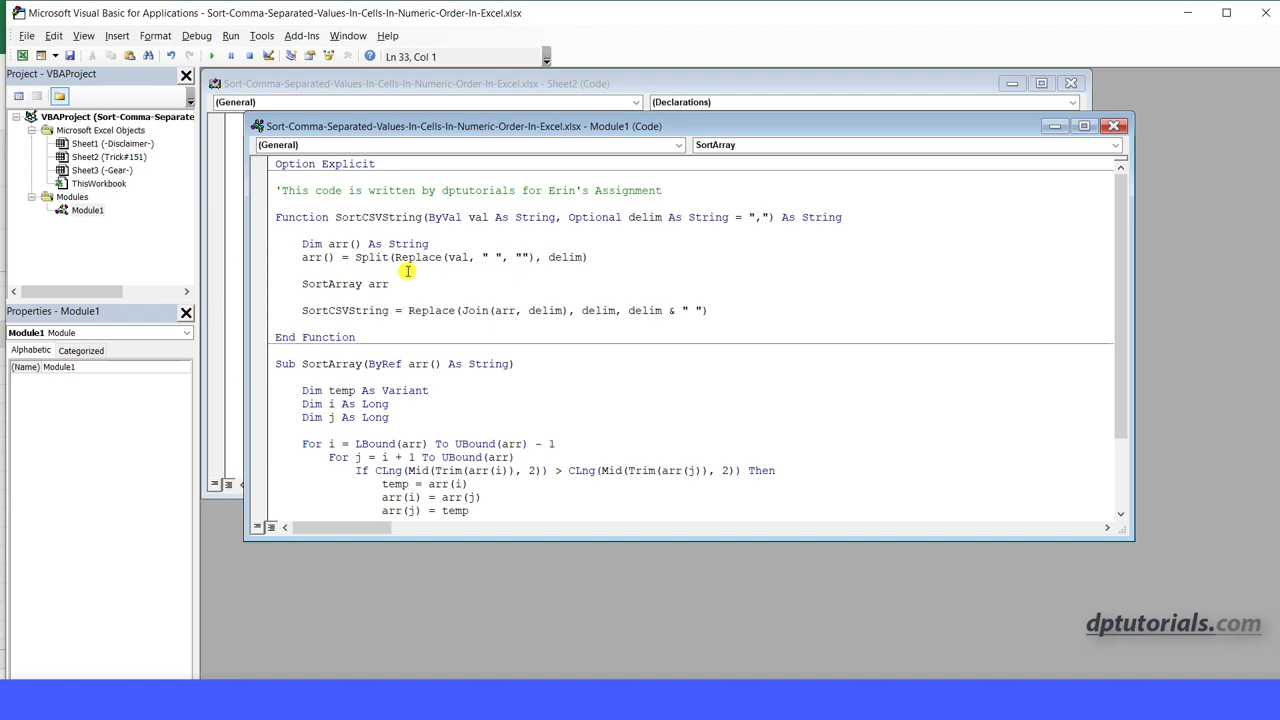 Microsoft Visual Basic for Applications - Sort-Comma-Separated-Values-In-Cells-In-Numeric-Order-In-Excel.xlsx
File Edit View Insert Format Debug Run Tools Add-Ins Window Help
Ln 33, Col 1
Project - VBAProject
VBAProject (Sort-Comma-Separate
Microsoft Excel Objects
Sheet1 (-Disclaimer-)
Sheet2 (Trick#151)
Sheet3 (-Gear-)
ThisWorkbook
Modules
Module1
Properties - Module1
Module1 Module
Alphabetic Categorized
(Name) Module1
Sort-Comma-Separated-Values-In-Cells-In-Numeric-Order-In-Excel.xlsx - Sheet2 (Code)
(General) (Declarations)
Sort-Comma-Separated-Values-In-Cells-In-Numeric-Order-In-Excel.xlsx - Module1 (Code)
(General) SortArray
Option Explicit
'This code is written by dptutorials for Erin's Assignment
Function SortCSVString(ByVal val As String, Optional delim As String = ",") As String
Dim arr() As String
arr() = Split(Replace(val, " ", ""), delim)
SortArray arr
SortCSVString = Replace(Join(arr, delim), delim, delim & " ")
End Function
Sub SortArray(ByRef arr() As String)
Dim temp As Variant
Dim i As Long
Dim j As Long
For i = LBound(arr) To UBound(arr) - 1
For j = i + 1 To UBound(arr)
If CLng(Mid(Trim(arr(i)), 2)) > CLng(Mid(Trim(arr(j)), 2)) Then
temp = arr(i)
arr(i) = arr(j)
arr(j) = temp
dptutorials.com